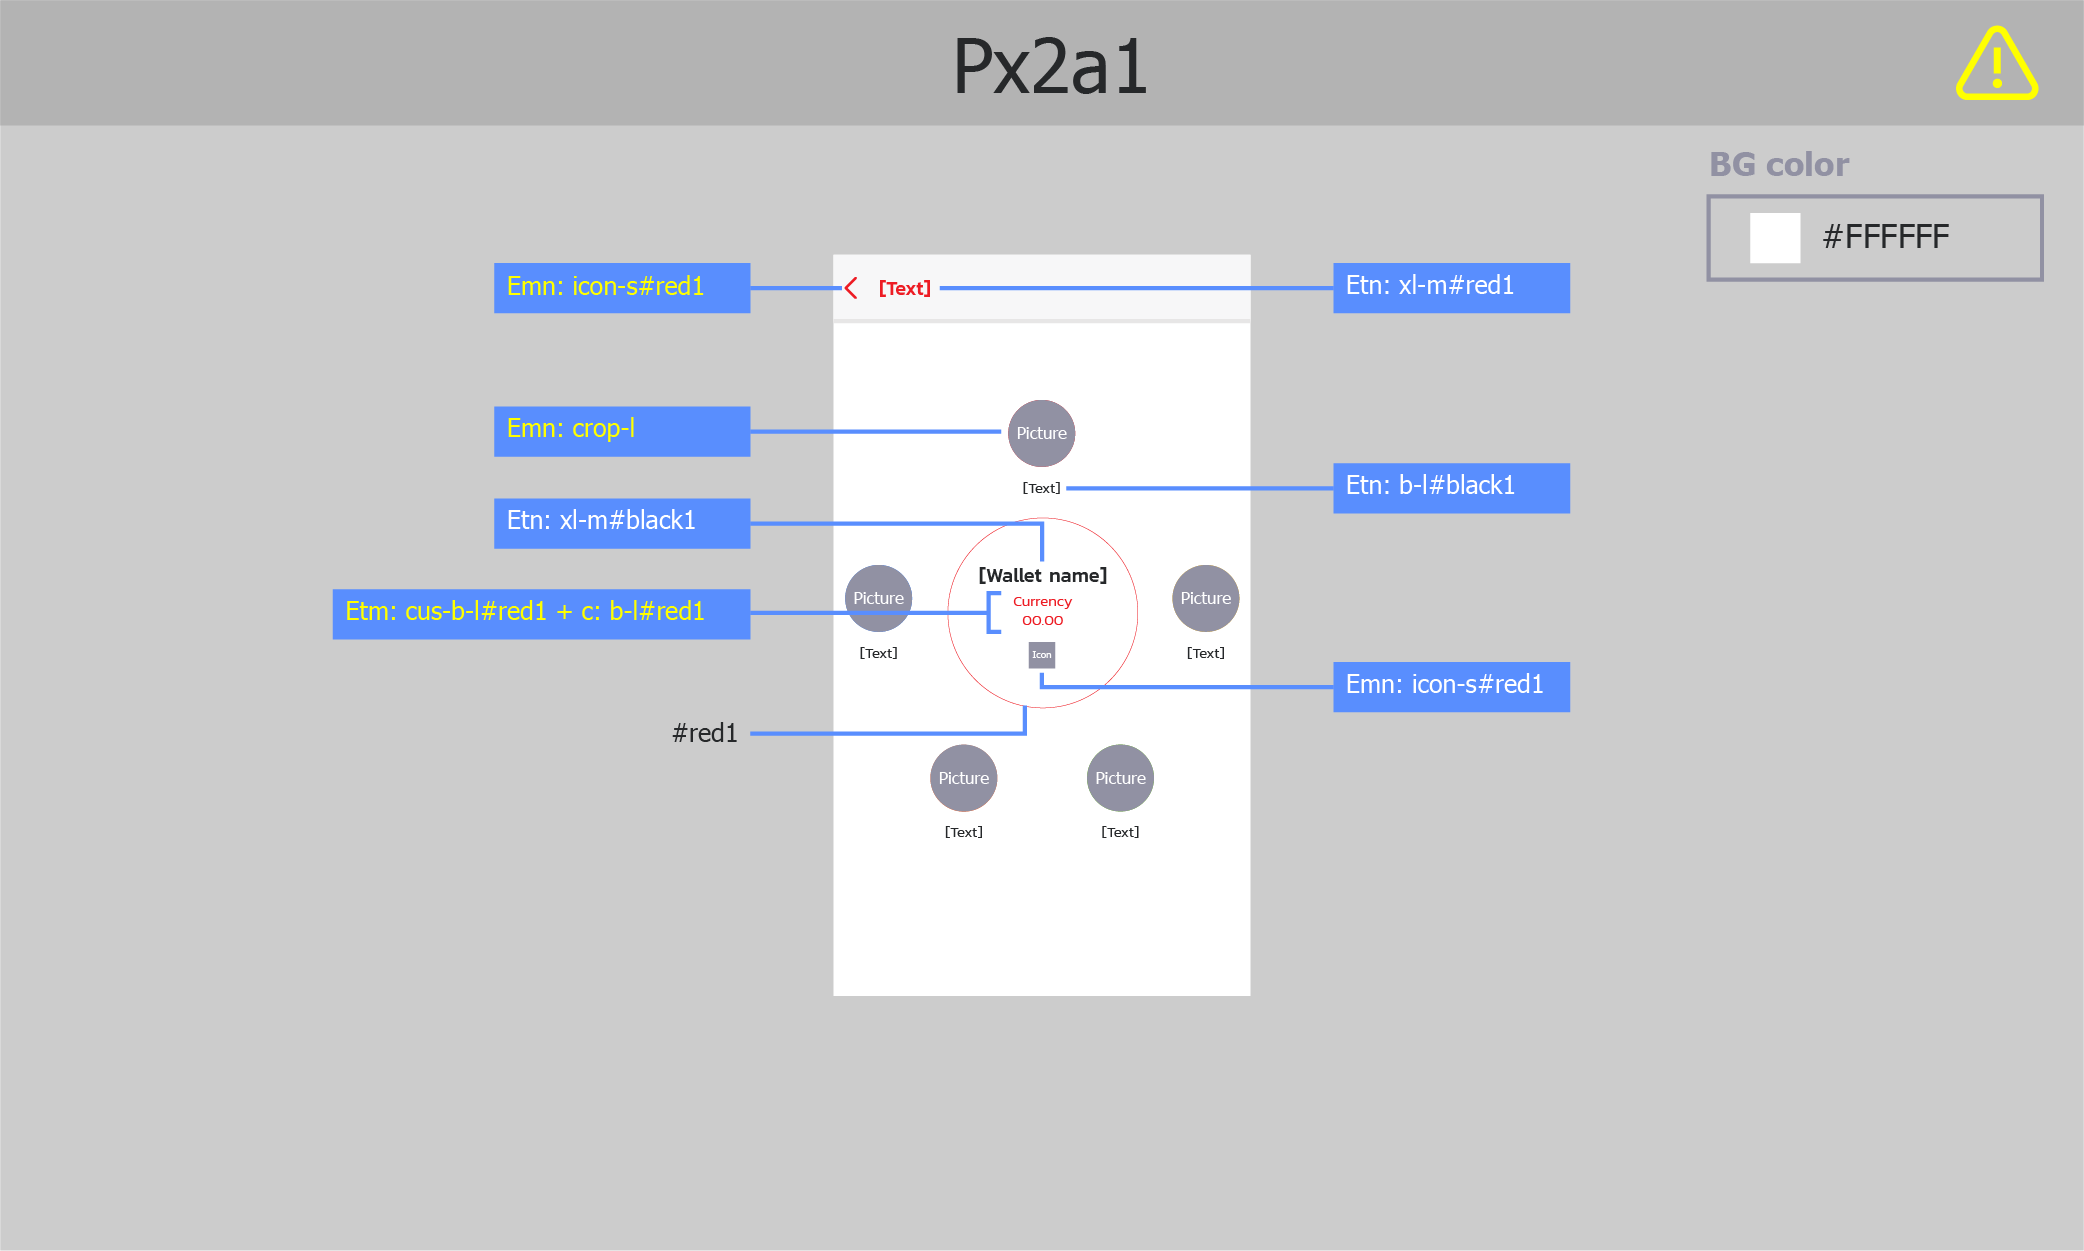 Px2a1
BG color
#FFFFFF
Emn: icon-s#red1
[Text]
Etn: xl-m#red1
Emn: crop-l
Picture
[Text]
Etn: b-l#black1
Etn: xl-m#black1
[Wallet name]
Etm: cus-b-l#red1 + c: b-l#red1
Picture
Currency
00.00
Picture
[Text]
Icon
[Text]
Emn: icon-s#red1
#red1
Picture
Picture
[Text]
[Text]